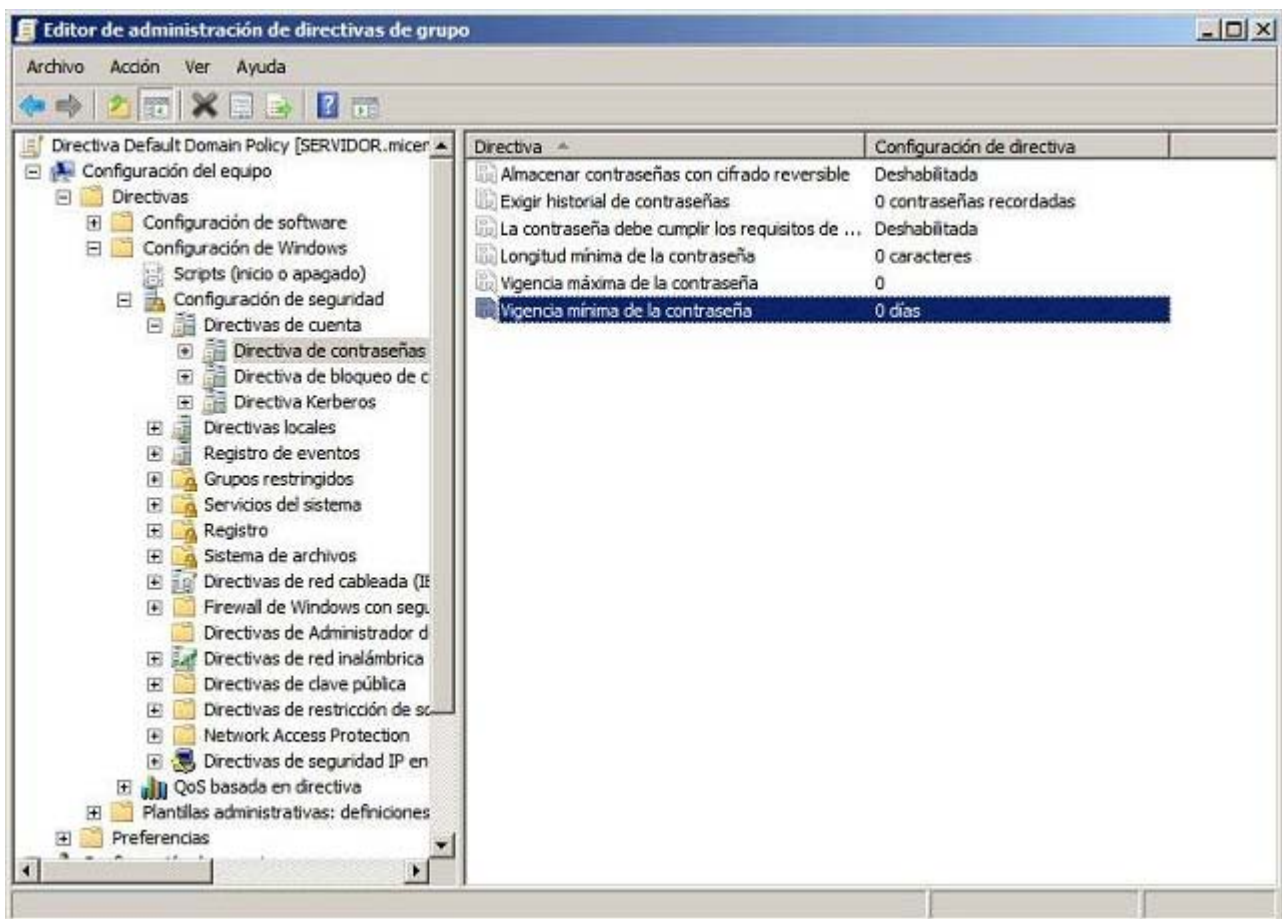 Editor de administración de directivas de grupo
Archivo Acción Ver Ayuda
Directiva Default Domain Policy [SERVIDOR.micer
Configuración del equipo
Directivas
Configuración de software
Configuración de Windows
Scripts (inicio o apagado)
Configuración de seguridad
Directivas de cuenta
Directiva de contraseñas
Directiva de bloqueo de c
Directiva Kerberos
Directivas locales
Registro de eventos
Grupos restringidos
Servicios del sistema
Registro
Sistema de archivos
Directivas de red cableada (IE
Firewall de Windows con segu
Directivas de Administrador d
Directivas de red inalámbrica
Directivas de clave pública
Directivas de restricción de so
Network Access Protection
Directivas de seguridad IP en
QoS basada en directiva
Plantillas administrativas: definiciones
Preferencias
Directiva Configuración de directiva
Almacenar contraseñas con cifrado reversible Deshabilitada
Exigir historial de contraseñas 0 contraseñas recordadas
La contraseña debe cumplir los requisitos de ... Deshabilitada
Longitud mínima de la contraseña 0 caracteres
Vigencia máxima de la contraseña 0
Vigencia mínima de la contraseña 0 días